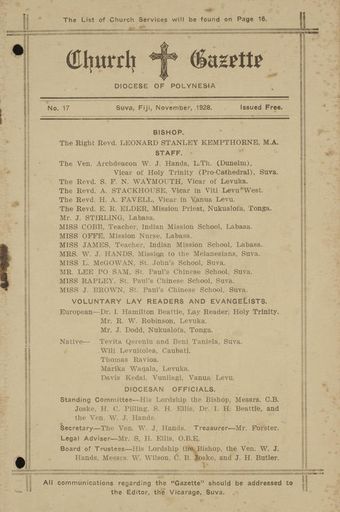 The List of Church Services will be found on Page 16.
Church Gazette
DIOCESE OF POLYNESIA
No. 17 Suva, Fiji, November, 1928. Issued Free.
BISHOP.
The Right Revd. LEONARD STANLEY KEMPTHORNE, M.A.
STAFF.
The Ven. Archdeacon W. J. Hands, L.Th. (Dunelm),
Vicar of Holy Trinity (Pro-Cathedral), Suva.
The Revd. S. F. N. WAYMOUTH, Vicar of Levuka.
The Revd. A. STACKHOUSE, Vicar in Viti Levu West.
The Revd. H. A. FAVELL, Vicar in Vanua Levu.
The Revd. E. R. ELDER, Mission Priest, Nukualofa, Tonga.
Mr. J. STIRLING, Labasa.
MISS COBB, Teacher, Indian Mission School, Labasa.
MISS OFFE, Mission Nurse, Labasa.
MISS JAMES, Teacher, Indian Mission School, Labasa.
MRS. W. J. HANDS, Mission to the Melanesians, Suva.
MISS L. McGOWAN, St. John's School, Suva.
MR. LEE PO SAM, St. Paul's Chinese School, Suva.
MISS RAPLEY, St. Paul's Chinese School, Suva.
MISS J. BROWN, St. Paul's Chinese School, Suva.
VOLUNTARY LAY READERS AND EVANGELISTS.
European—Dr. I. Hamilton Beattie, Lay Reader, Holy Trinity.
Mr. R. W. Robinson, Levuka.
Mr. J. Dodd, Nukualofa, Tonga.
Native— Tevita Qereniu and Beni Taniela, Suva.
Wili Levuitolea, Caubati.
Thomas Ravioa.
Marika Waqala, Levuka.
Davis Kedai, Vunisagi, Vanua Levu.
DIOCESAN OFFICIALS.
Standing Committee—His Lordship the Bishop, Messrs. C.B.
Joske, H. C. Pilling, S. H. Ellis, Dr. I. H. Beattie, and
the Ven. W. J. Hands.
Secretary—The Ven. W. J. Hands. Treasurer—Mr. Forster.
Legal Adviser—Mr. S. H. Ellis, O.B.E.
Board of Trustees—His Lordship the Bishop, the Ven. W. J.
Hands, Messrs. W. Wilson, C. B. Joske, and J. H. Butler.
All communications regarding the "Gazette" should be addressed to
the Editor, the Vicarage, Suva.